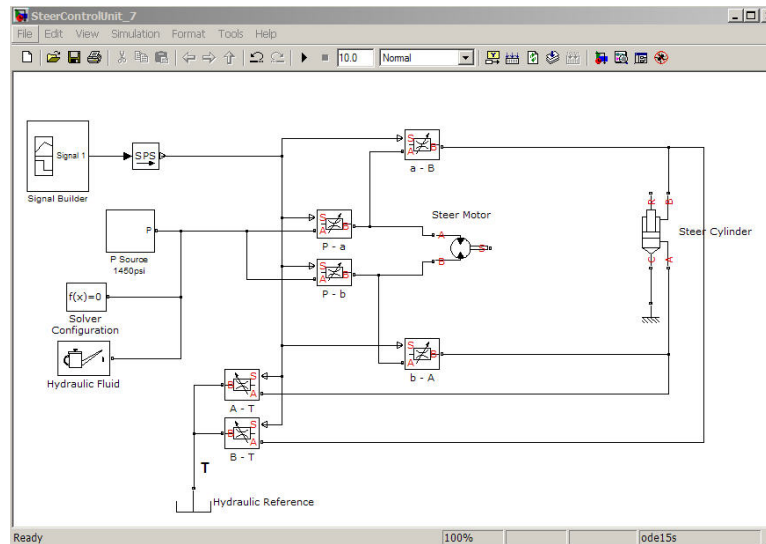 SteerControlUnit_7
File Edit View Simulation Format Tools Help
10.0 Normal
Signal 1
Signal Builder
SPS
S
A
B
a - B
P
P Source
1450psi
S
A
B
P - a
S
A
B
P - b
Steer Motor
A
B
S
R
B
C
A
Steer Cylinder
f(x)=0
Solver
Configuration
Hydraulic Fluid
S
A
B
b - A
B
S
A
A - T
B
S
A
B - T
T
Hydraulic Reference
Ready 100% ode15s